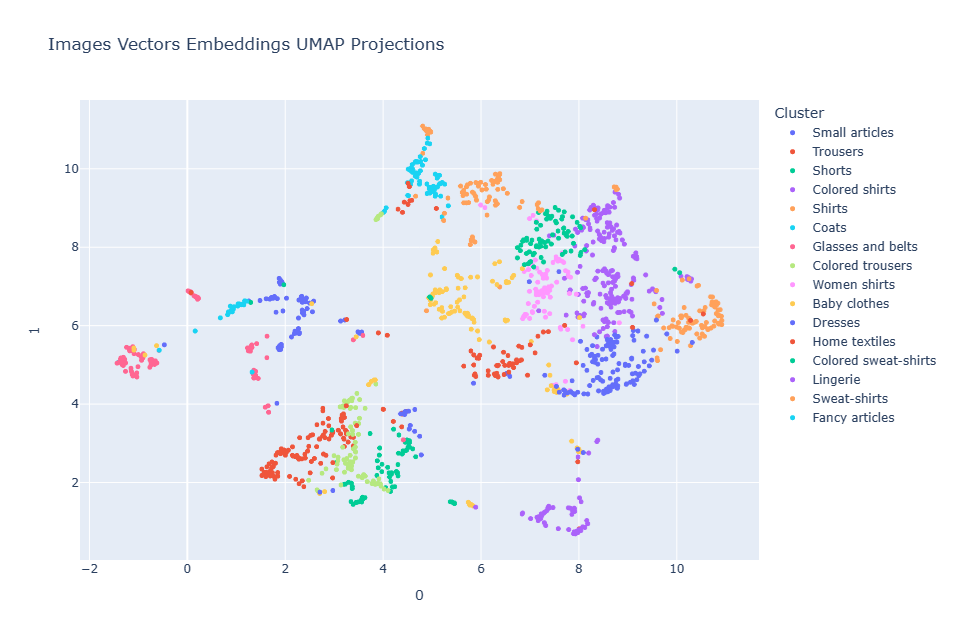 Images Vectors Embeddings UMAP Projections
Cluster
Small articles
Trousers
Shorts
Colored shirts
Shirts
Coats
Glasses and belts
Colored trousers
Women shirts
Baby clothes
Dresses
Home textiles
Colored sweat-shirts
Lingerie
Sweat-shirts
Fancy articles
10
8
6
4
2
1
−2
0
2
4
6
8
10
0